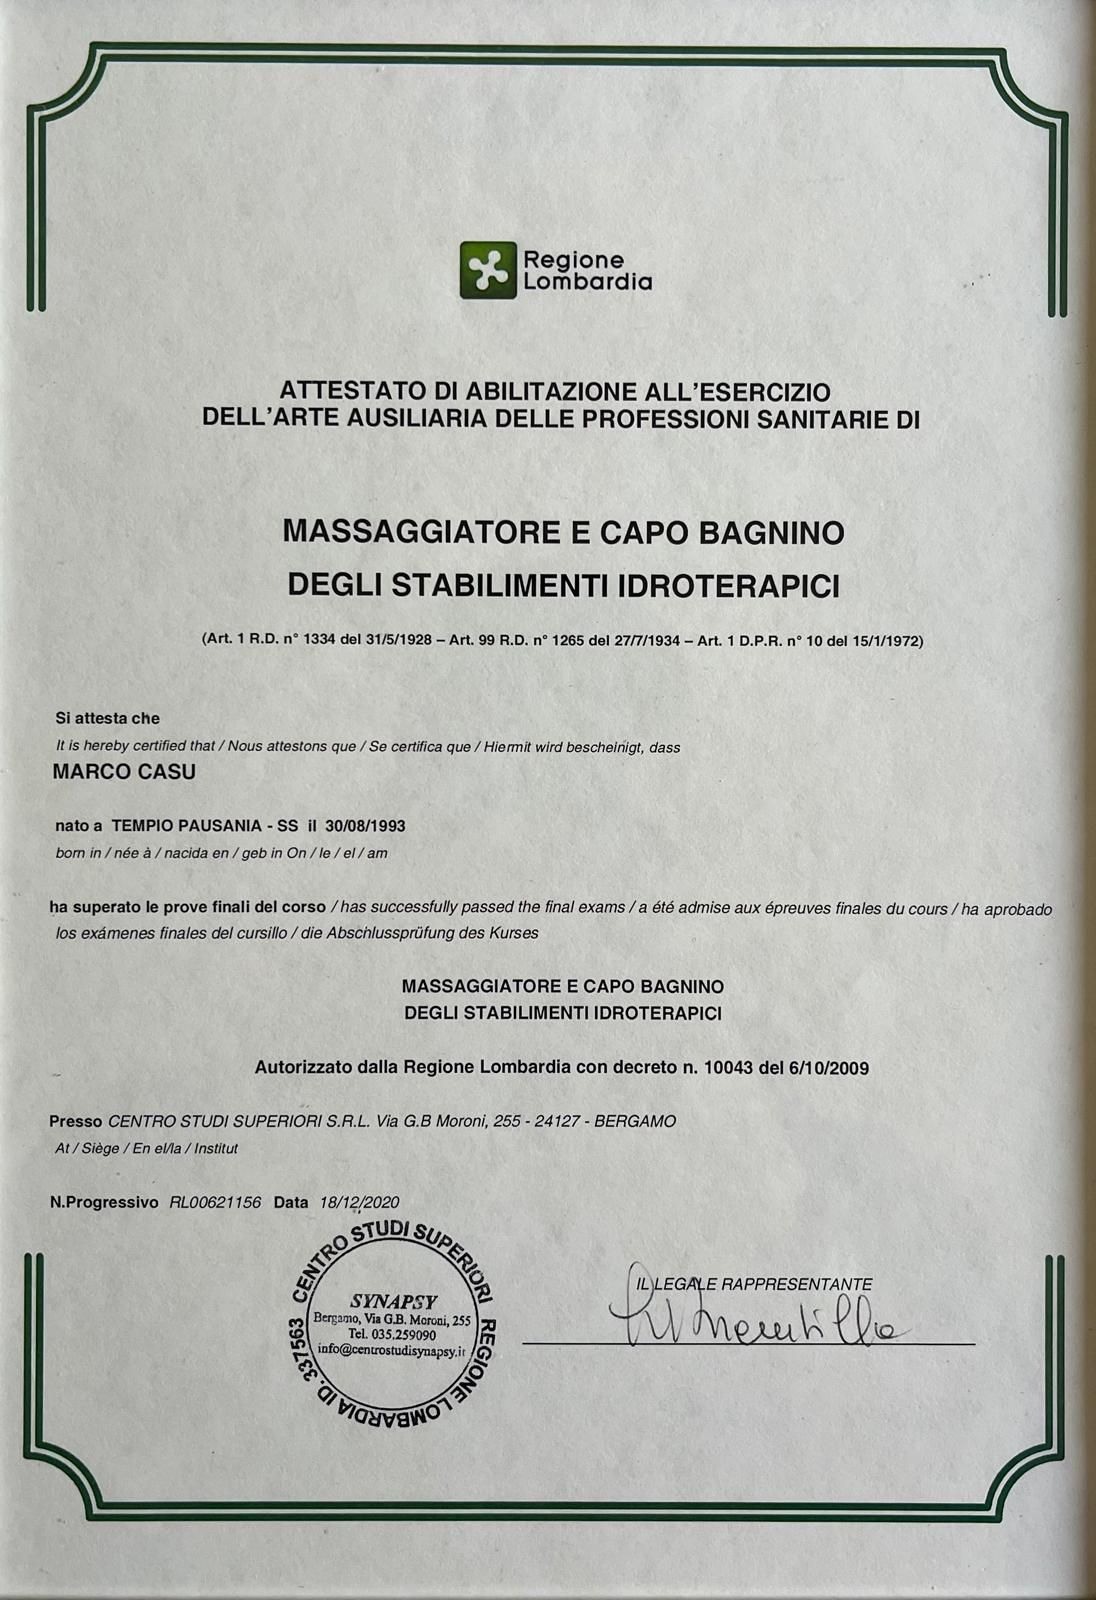 Regione
Lombardia
ATTESTATO DI ABILITAZIONE ALL'ESERCIZIO
DELL'ARTE AUSILIARIA DELLE PROFESSIONI SANITARIE DI
MASSAGGIATORE E CAPO BAGNINO
DEGLI STABILIMENTI IDROTERAPICI
(Art. 1 R.D. n° 1334 del 31/5/1928 – Art. 99 R.D. n° 1265 del 27/7/1934 – Art. 1 D.P.R. n° 10 del 15/1/1972)
Si attesta che
It is hereby certified that / Nous attestons que / Se certifica que / Hiermit wird bescheinigt, dass
MARCO CASU
nato a TEMPIO PAUSANIA - SS il 30/08/1993
born in / née à / nacida en / geb in On / le / el / am
ha superato le prove finali del corso / has successfully passed the final exams / a été admise aux épreuves finales du cours / ha aprobado
los exámenes finales del cursillo / die Abschlussprüfung des Kurses
MASSAGGIATORE E CAPO BAGNINO
DEGLI STABILIMENTI IDROTERAPICI
Autorizzato dalla Regione Lombardia con decreto n. 10043 del 6/10/2009
Presso CENTRO STUDI SUPERIORI S.R.L. Via G.B Moroni, 255 - 24127 - BERGAMO
At / Siège / En el/la / Institut
N.Progressivo RL00621156 Data 18/12/2020
CENTRO STUDI SUPERIORI REGIONE LOMBARDIA ID. 337563
SYNAPSY
Bergamo, Via G.B. Moroni, 255
Tel. 035.259090
info@centrostudisynapsy.it
IL LEGALE RAPPRESENTANTE